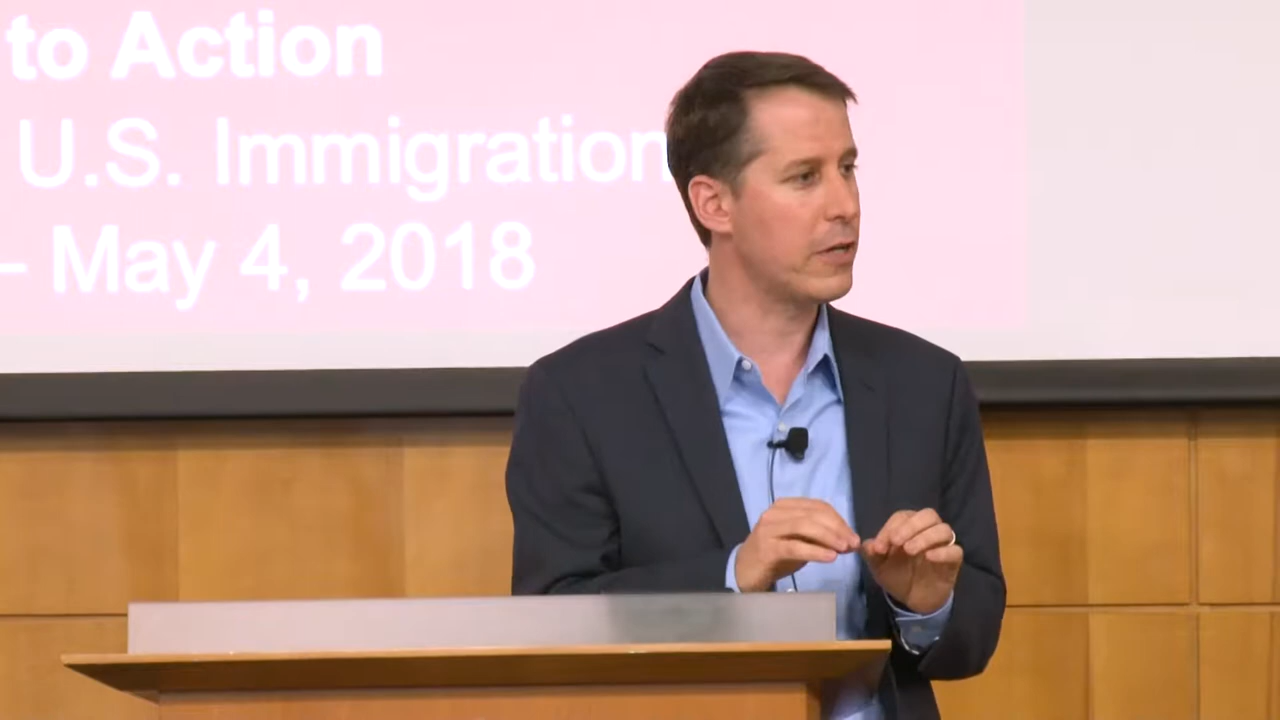 to Action
U.S. Immigration
– May 4, 2018